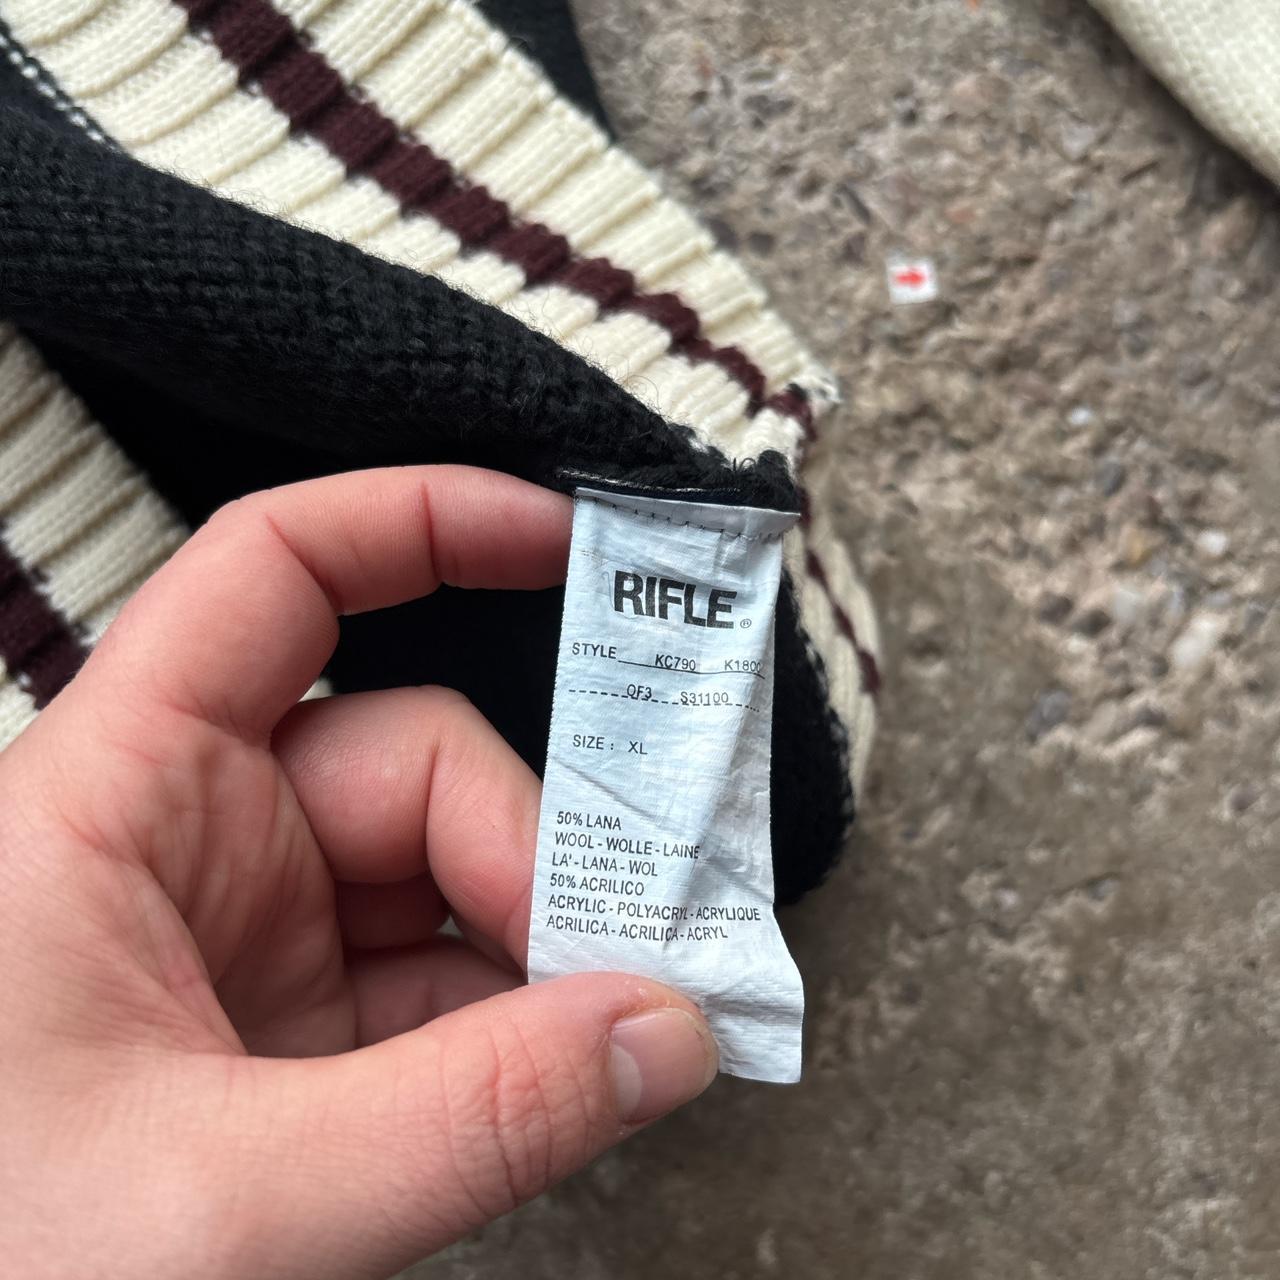 RIFLE®
STYLE KC790 K1800
QF3 S31100
SIZE : XL
50% LANA
WOOL - WOLLE - LAINE
LA' - LANA - WOL
50% ACRILICO
ACRYLIC - POLYACRYL - ACRYLIQUE
ACRILICA - ACRILICA - ACRYL